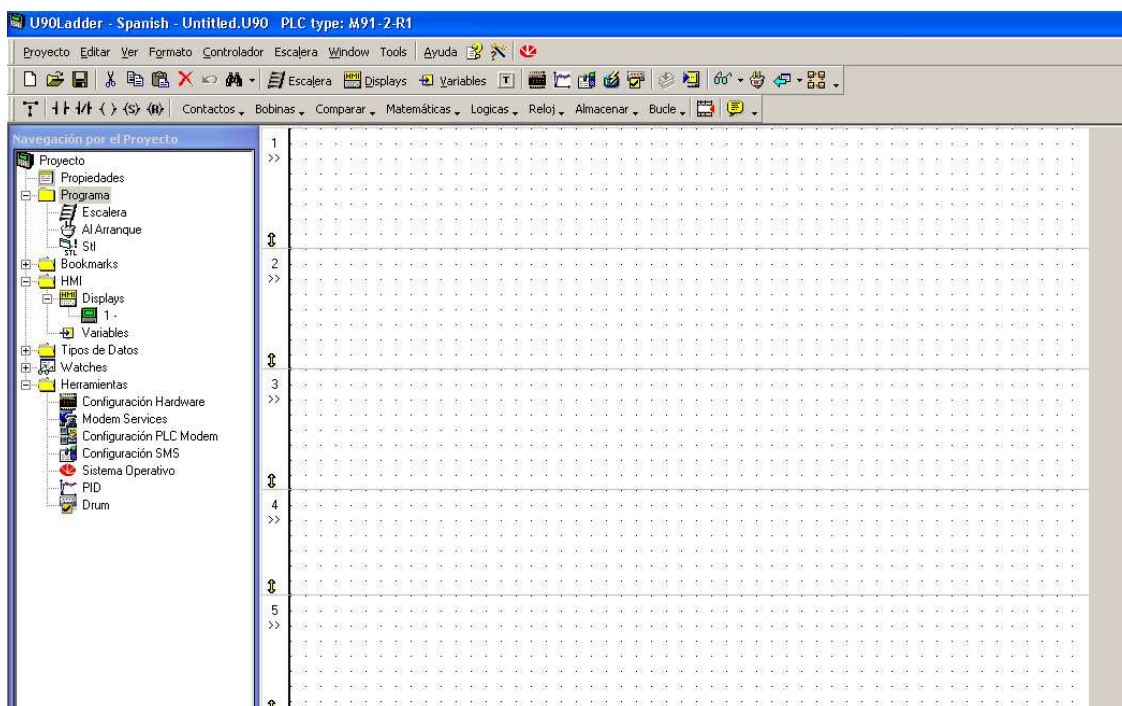 U90Ladder - Spanish - Untitled.U90 PLC type: M91-2-R1
Proyecto Editar Ver Formato Controlador Escalera Window Tools Ayuda
Escalera Displays Variables T
T (S) (R) Contactos Bobinas Comparar Matemáticas Logicas Reloj Almacenar Bucle
Navegación por el Proyecto
Proyecto
Propiedades
Programa
Escalera
Al Arranque
STL Stl
Bookmarks
HMI
HMI Displays
1 -
Variables
Tipos de Datos
Watches
Herramientas
Configuración Hardware
Modem Services
Configuración PLC Modem
Configuración SMS
Sistema Operativo
PID
Drum
1
>>
2
>>
3
>>
4
>>
5
>>